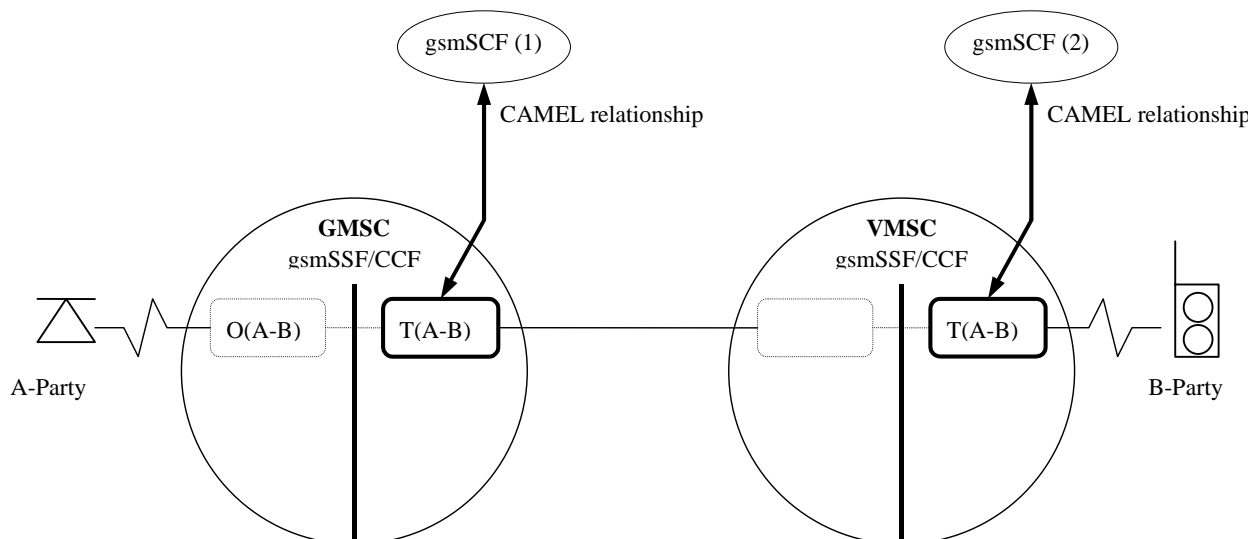 gsmSCF (1)
gsmSCF (2)
CAMEL relationship
CAMEL relationship
GMSC
gsmSSF/CCF
VMSC
gsmSSF/CCF
O(A-B)
T(A-B)
T(A-B)
A-Party
B-Party